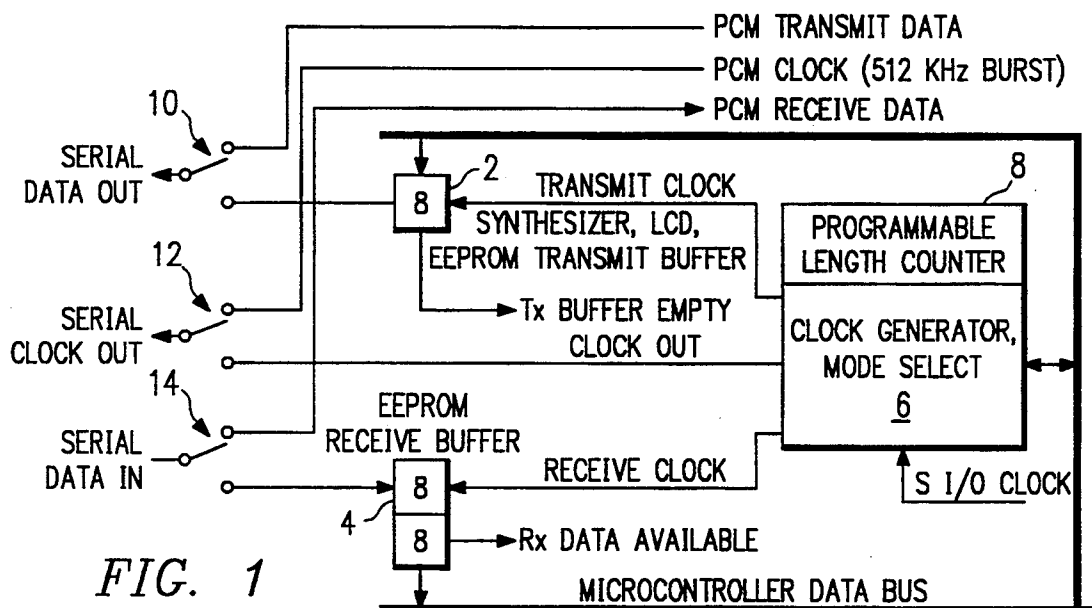 PCM TRANSMIT DATA
PCM CLOCK (512 KHz BURST)
PCM RECEIVE DATA
10
SERIAL
DATA OUT
8
2
TRANSMIT CLOCK
SYNTHESIZER, LCD,
EEPROM TRANSMIT BUFFER
8
PROGRAMMABLE
LENGTH COUNTER
12
SERIAL
CLOCK OUT
Tx BUFFER EMPTY
CLOCK OUT
CLOCK GENERATOR,
MODE SELECT
6
14
SERIAL
DATA IN
EEPROM
RECEIVE BUFFER
8
4
8
RECEIVE CLOCK
S I/O CLOCK
Rx DATA AVAILABLE
MICROCONTROLLER DATA BUS
FIG. 1